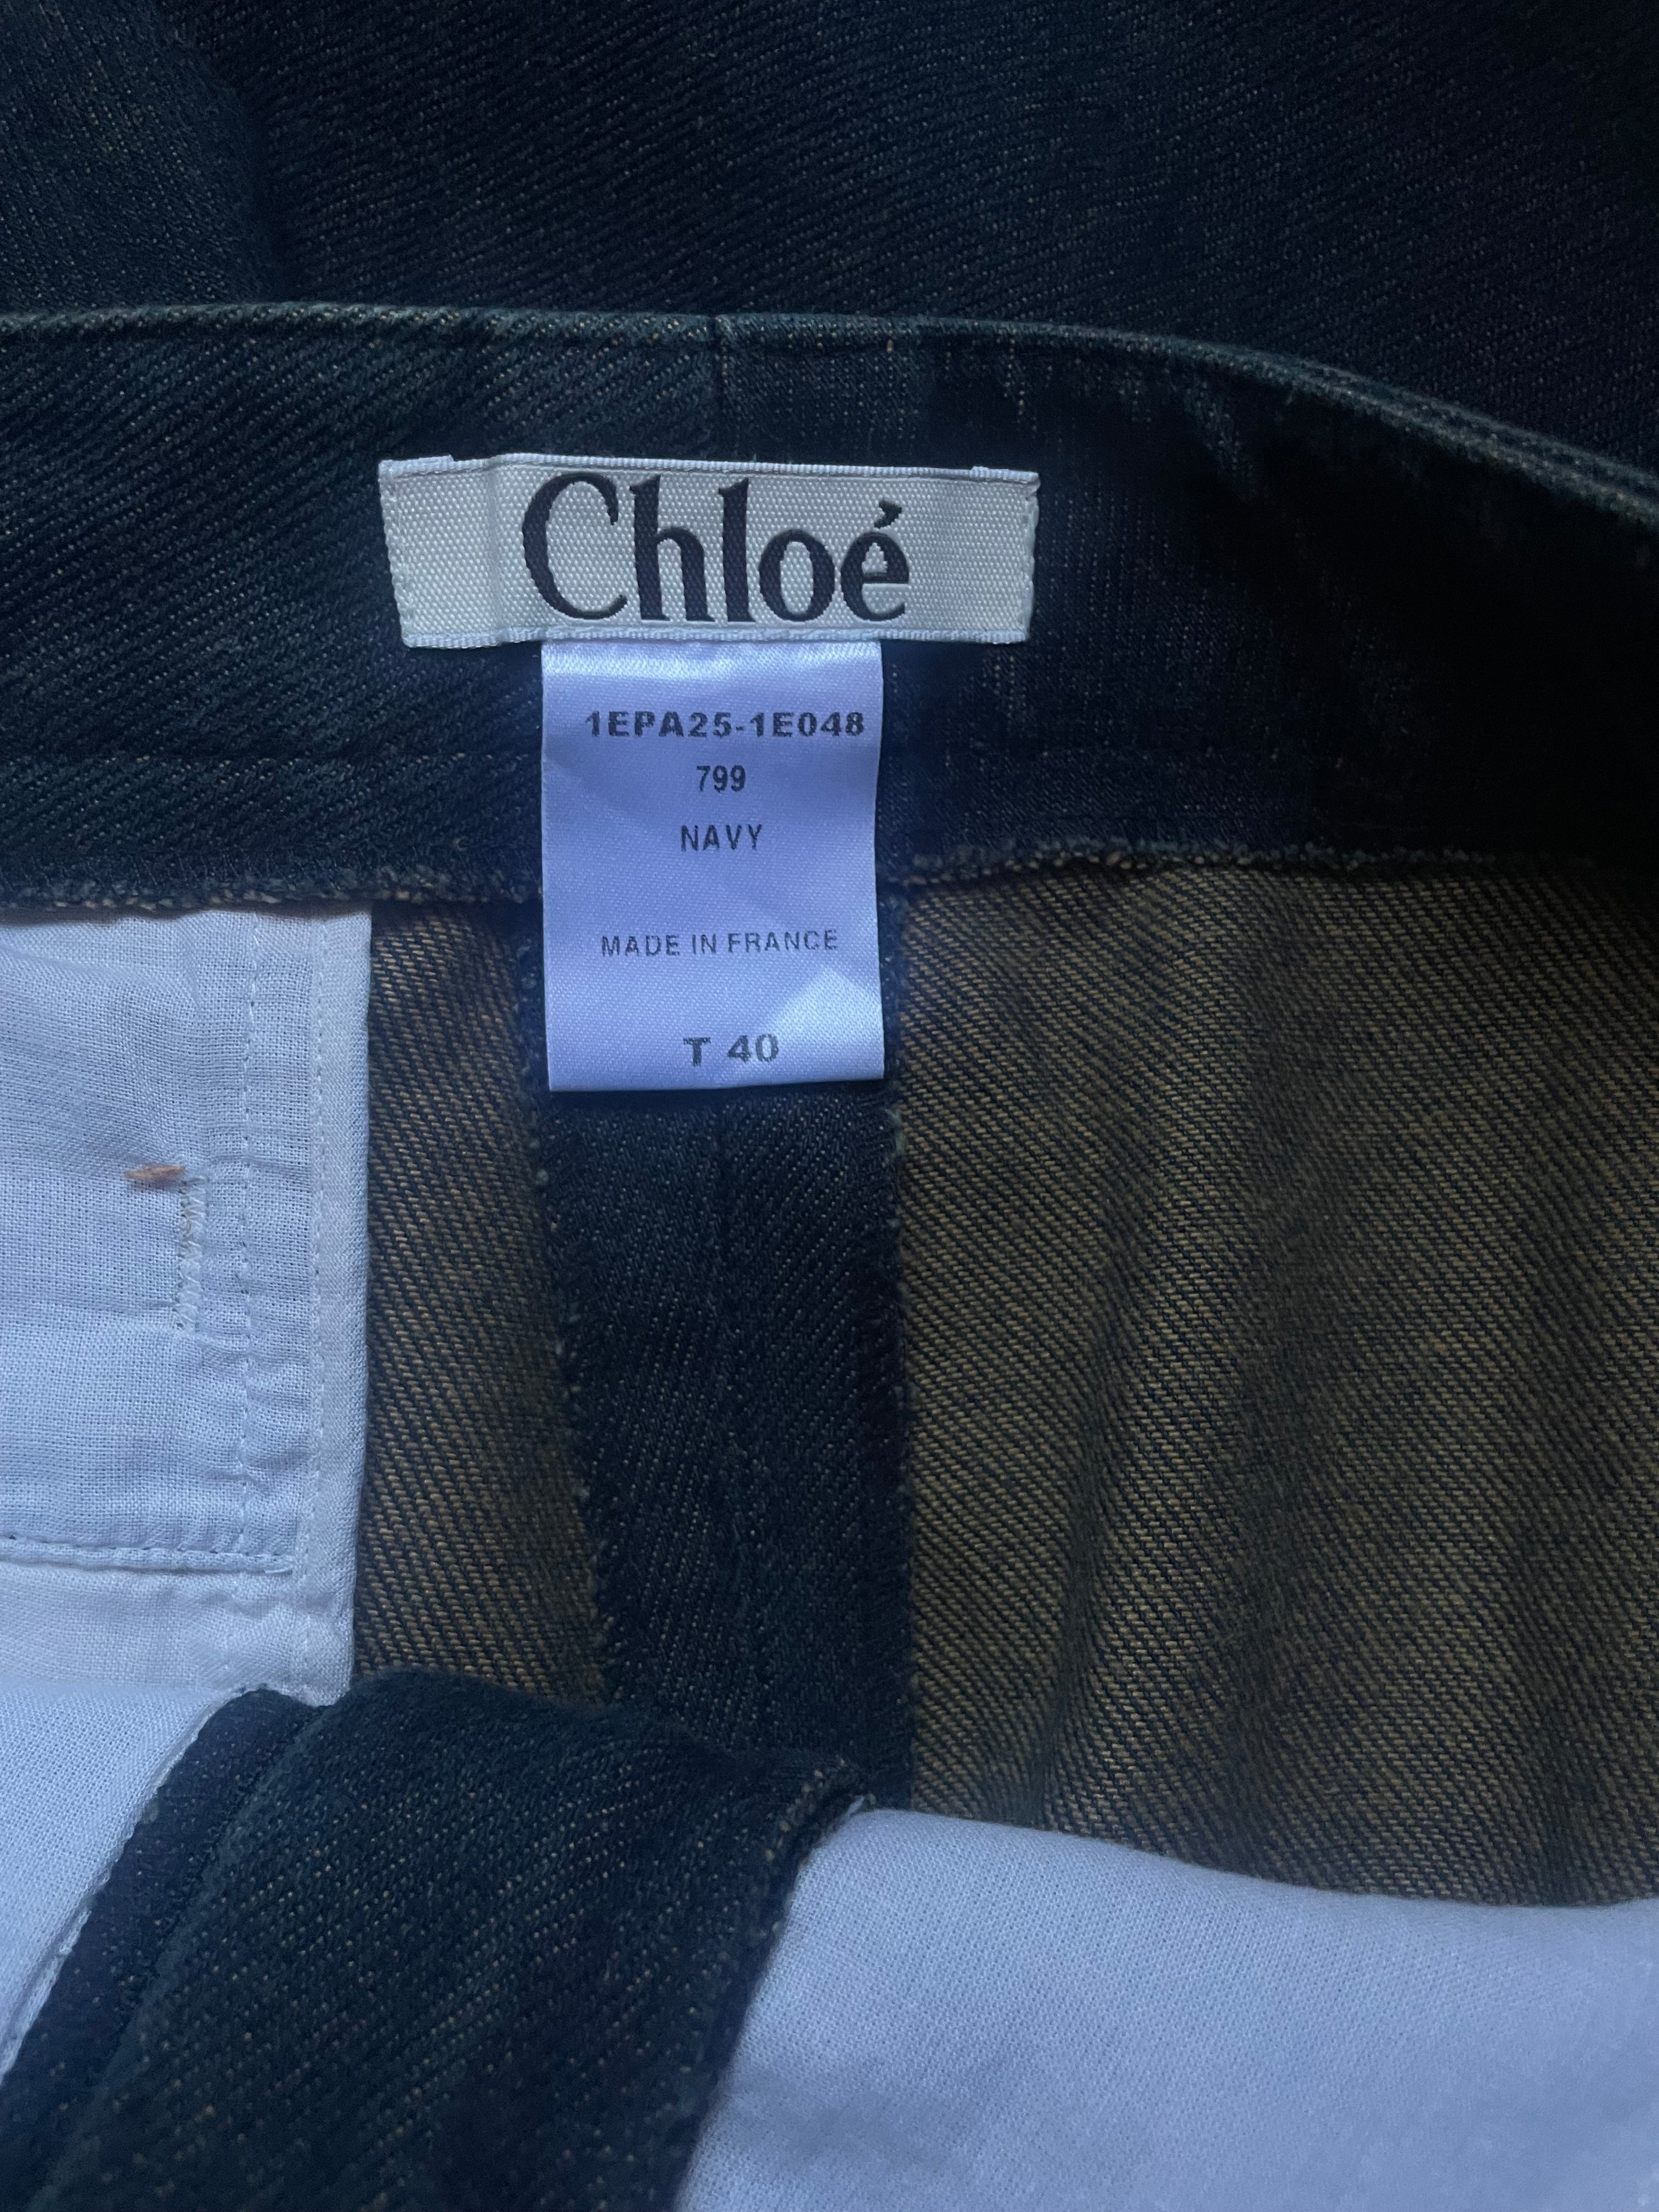 Chloé
1EPA25-1E048
799
NAVY
MADE IN FRANCE
T 40